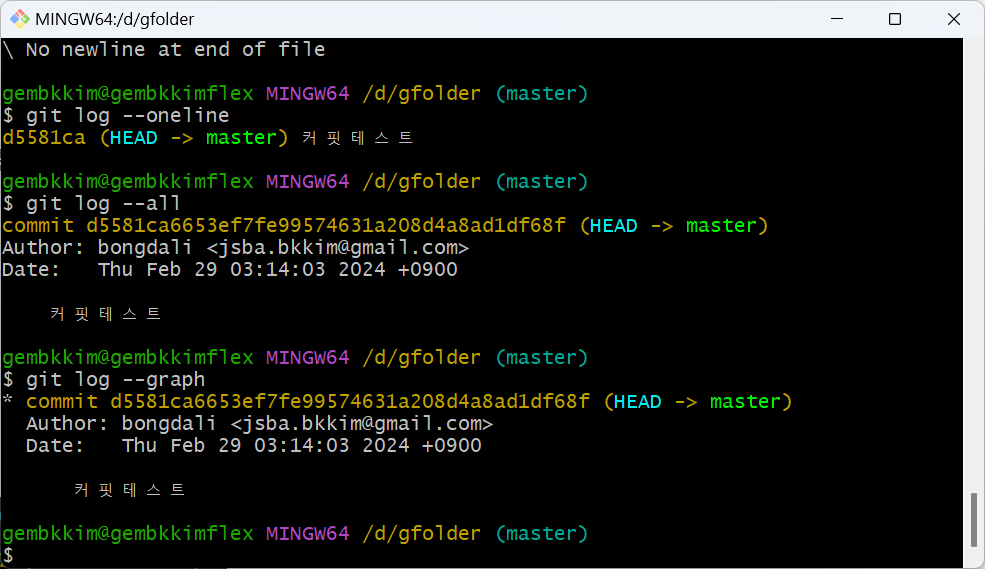 MINGW64:/d/gfolder
\ No newline at end of file
gembkkim@gembkkimflex MINGW64 /d/gfolder (master)
$ git log --oneline
d5581ca (HEAD -> master) 커핏테스트
gembkkim@gembkkimflex MINGW64 /d/gfolder (master)
$ git log --all
commit d5581ca6653ef7fe99574631a208d4a8ad1df68f (HEAD -> master)
Author: bongdali <jsba.bkkim@gmail.com>
Date:   Thu Feb 29 03:14:03 2024 +0900
커핏테스트
gembkkim@gembkkimflex MINGW64 /d/gfolder (master)
$ git log --graph
* commit d5581ca6653ef7fe99574631a208d4a8ad1df68f (HEAD -> master)
Author: bongdali <jsba.bkkim@gmail.com>
Date:   Thu Feb 29 03:14:03 2024 +0900
커핏테스트
gembkkim@gembkkimflex MINGW64 /d/gfolder (master)
$